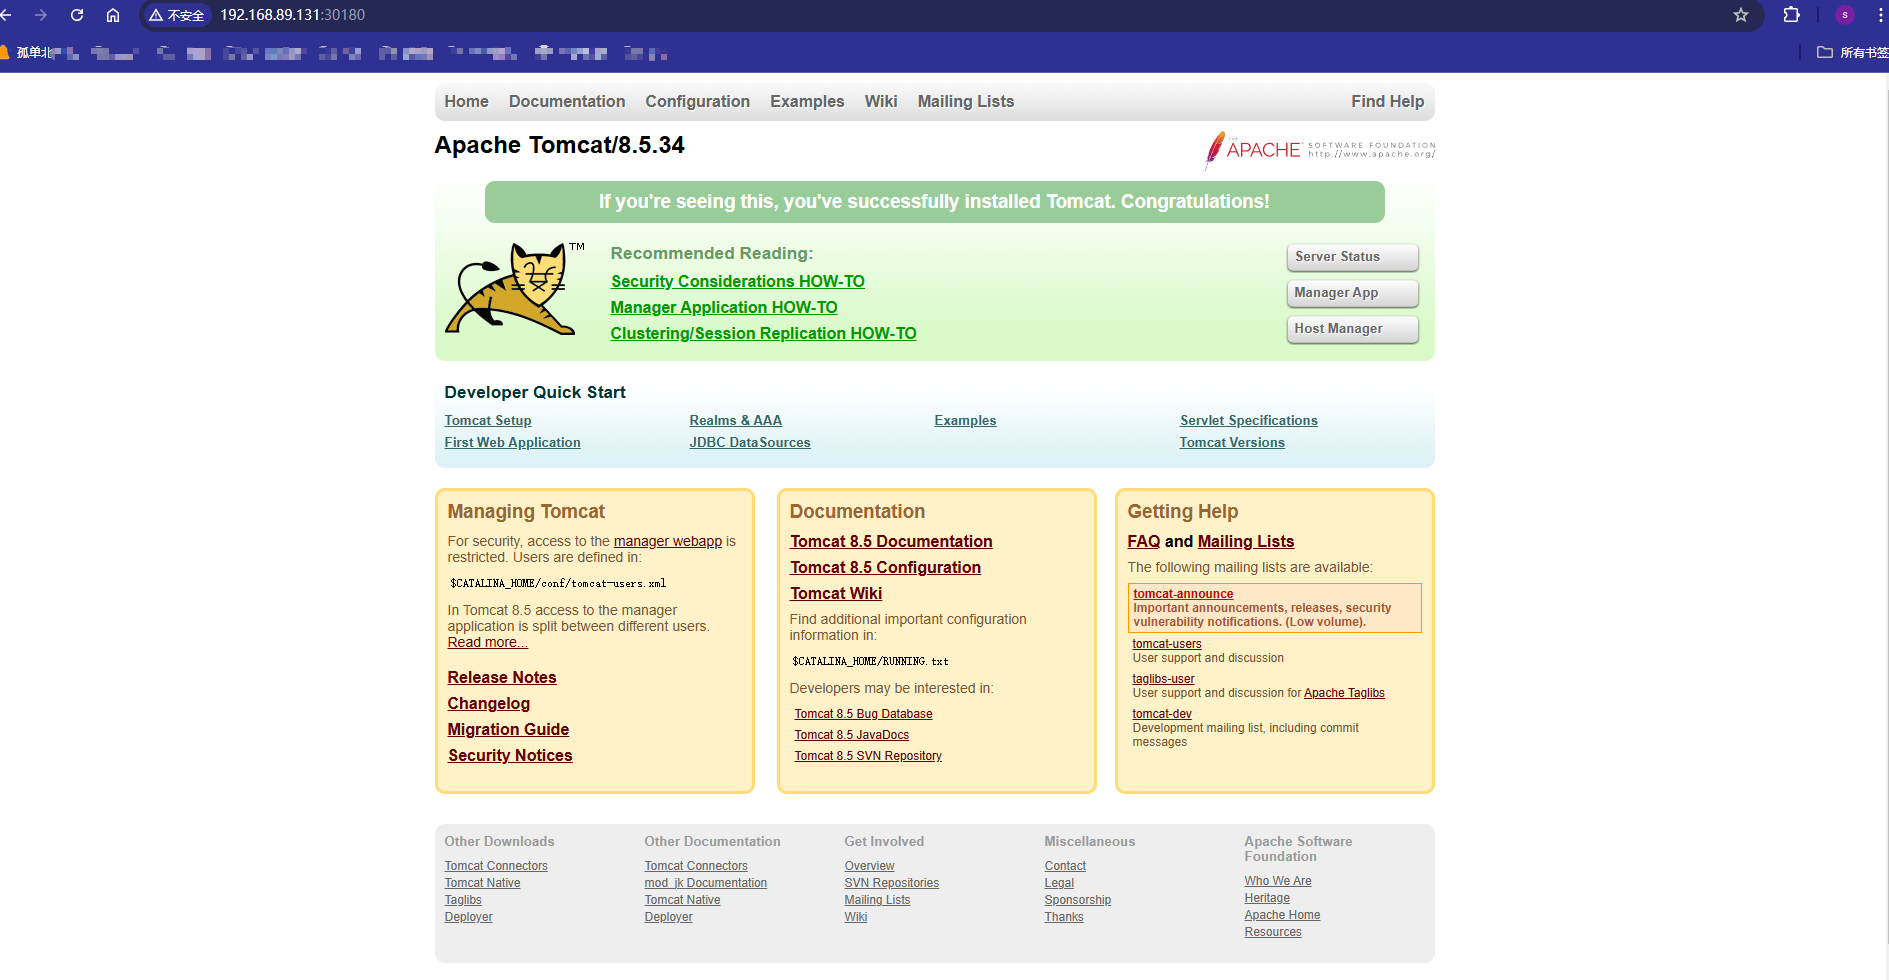 不安全 192.168.89.131:30180 s
孤单北
所有书签
Home Documentation Configuration Examples Wiki Mailing Lists Find Help
Apache Tomcat/8.5.34
THE
APACHE SOFTWARE FOUNDATION
http://www.apache.org/
If you're seeing this, you've successfully installed Tomcat. Congratulations!
TM
Recommended Reading:
Security Considerations HOW-TO
Manager Application HOW-TO
Clustering/Session Replication HOW-TO
Server Status
Manager App
Host Manager
Developer Quick Start
Tomcat Setup
First Web Application
Realms & AAA
JDBC DataSources
Examples
Servlet Specifications
Tomcat Versions
Managing Tomcat
For security, access to the manager webapp is
restricted. Users are defined in:
$CATALINA_HOME/conf/tomcat-users.xml
In Tomcat 8.5 access to the manager
application is split between different users.
Read more...
Release Notes
Changelog
Migration Guide
Security Notices
Documentation
Tomcat 8.5 Documentation
Tomcat 8.5 Configuration
Tomcat Wiki
Find additional important configuration
information in:
$CATALINA_HOME/RUNNING.txt
Developers may be interested in:
Tomcat 8.5 Bug Database
Tomcat 8.5 JavaDocs
Tomcat 8.5 SVN Repository
Getting Help
FAQ and Mailing Lists
The following mailing lists are available:
tomcat-announce
Important announcements, releases, security
vulnerability notifications. (Low volume).
tomcat-users
User support and discussion
taglibs-user
User support and discussion for Apache Taglibs
tomcat-dev
Development mailing list, including commit
messages
Other Downloads
Tomcat Connectors
Tomcat Native
Taglibs
Deployer
Other Documentation
Tomcat Connectors
mod_jk Documentation
Tomcat Native
Deployer
Get Involved
Overview
SVN Repositories
Mailing Lists
Wiki
Miscellaneous
Contact
Legal
Sponsorship
Thanks
Apache Software
Foundation
Who We Are
Heritage
Apache Home
Resources